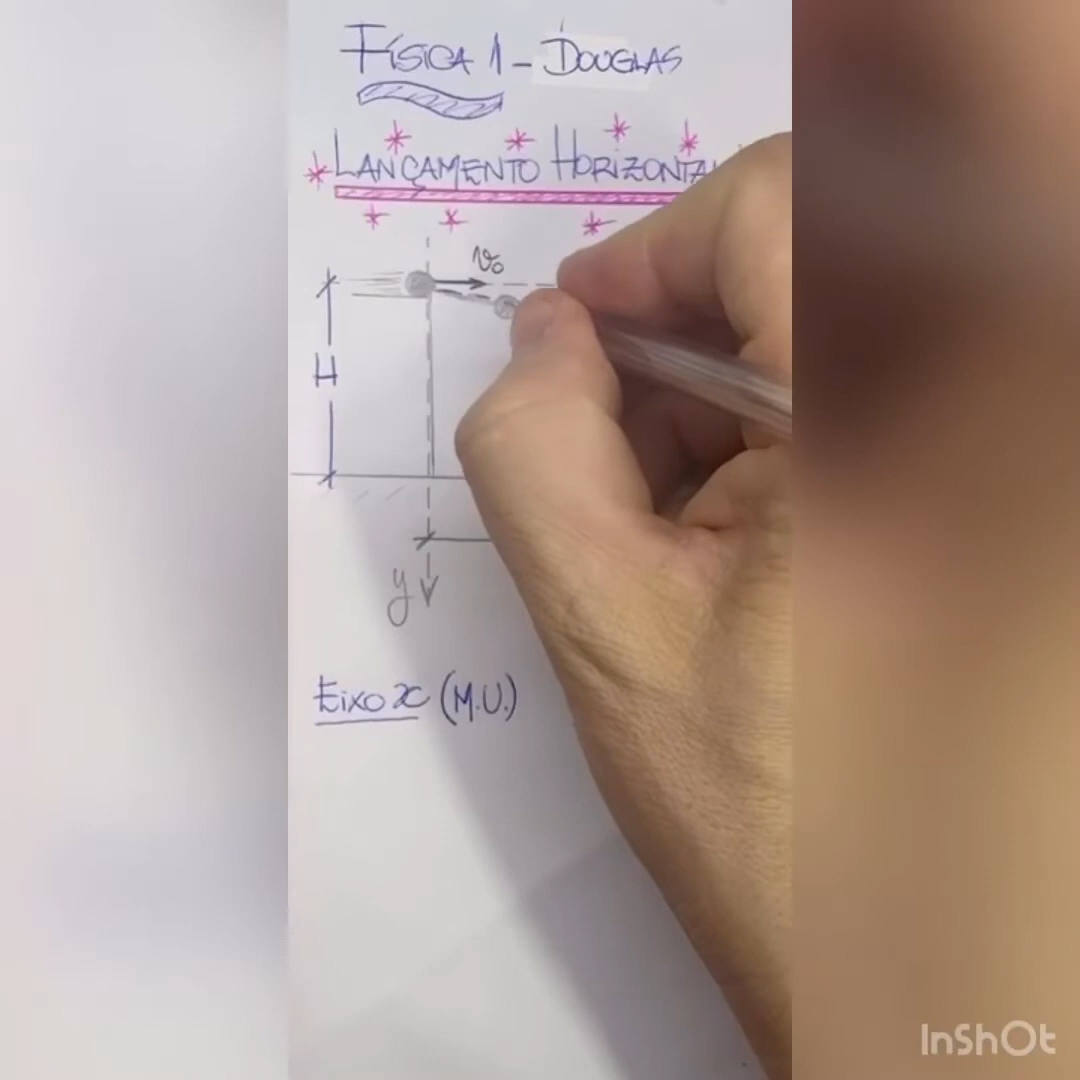 FÍSICA 1 - DOUGLAS
LANÇAMENTO HORIZONTAL
v₀
H
y
EIXO x (M.U.)
InShOt